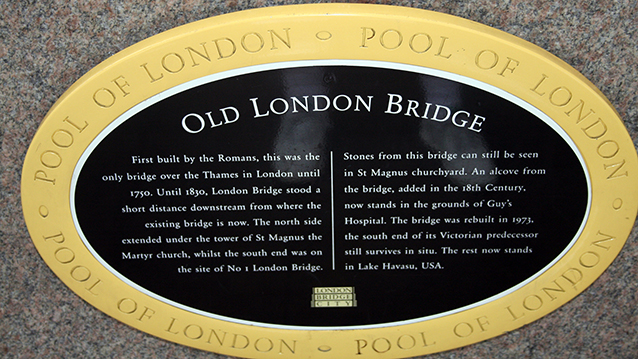 POOL OF LONDON o POOL OF LONDON
OLD LONDON BRIDGE
First built by the Romans, this was the
only bridge over the Thames in London until
1750. Until 1830, London Bridge stood a
short distance downstream from where the
existing bridge is now. The north side
extended under the tower of St Magnus the
Martyr church, whilst the south end was on
the site of No 1 London Bridge.
Stones from this bridge can still be seen
in St Magnus churchyard. An alcove from
the bridge, added in the 18th Century,
now stands in the grounds of Guy's
Hospital. The bridge was rebuilt in 1973,
the south end of its Victorian predecessor
still survives in situ. The rest now stands
in Lake Havasu, USA.
LONDON
BRIDGE
CITY
POOL OF LONDON o POOL OF LONDON